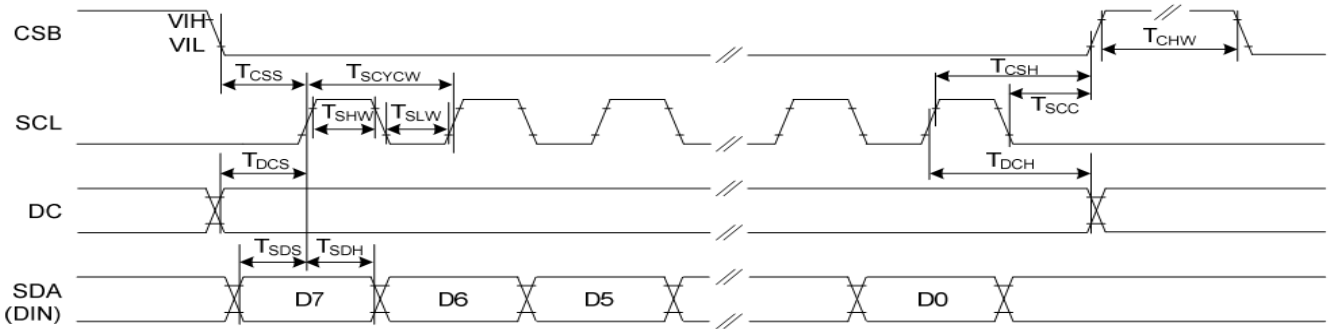 CSB VIH VIL TCHW
TCSS TSCYCW TCSH
SCL TSHW TSLW TSCC
TDCS TDCH
DC
TSDS TSDH
SDA (DIN) D7 D6 D5 D0